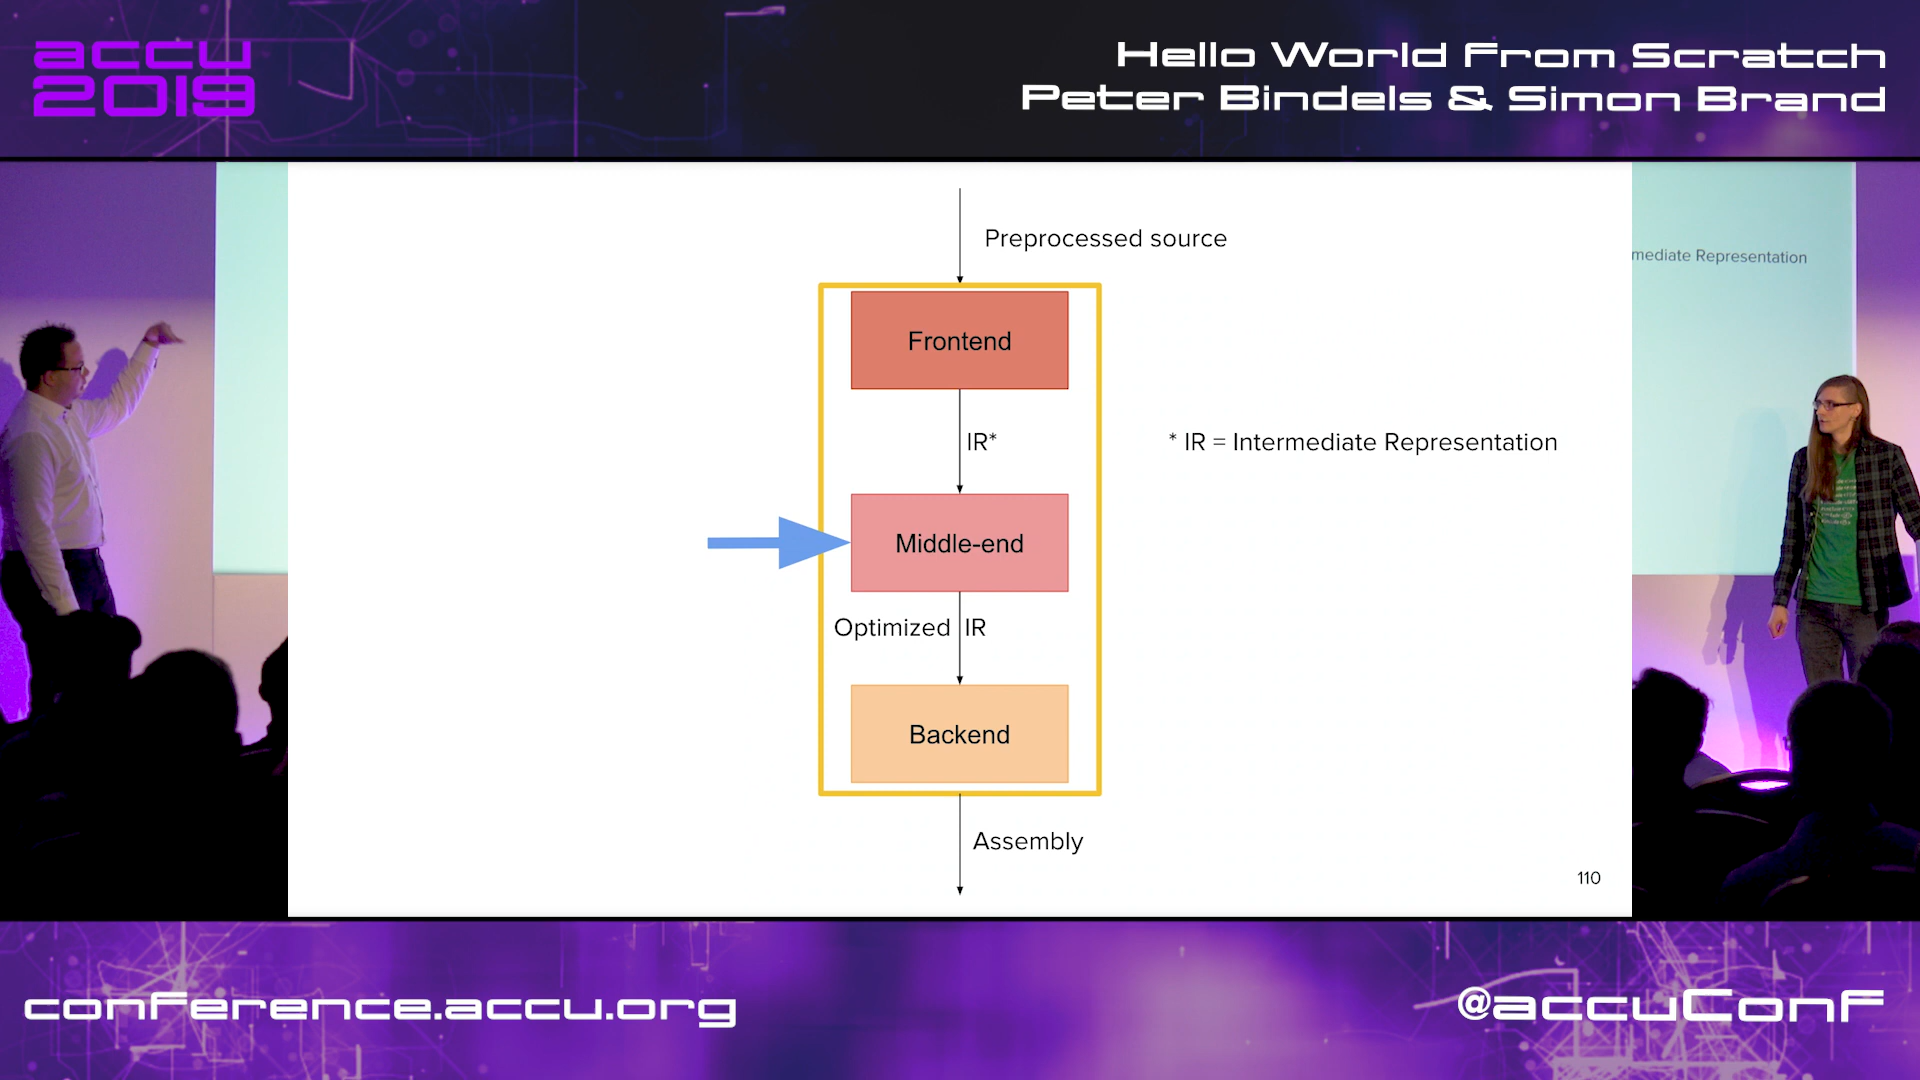 accu
2019
Hello World From Scratch
Peter Bindels & Simon Brand
Preprocessed source
mediate Representation
Frontend
IR*
* IR = Intermediate Representation
Middle-end
Optimized IR
Backend
Assembly
110
conference.accu.org
@accuConf